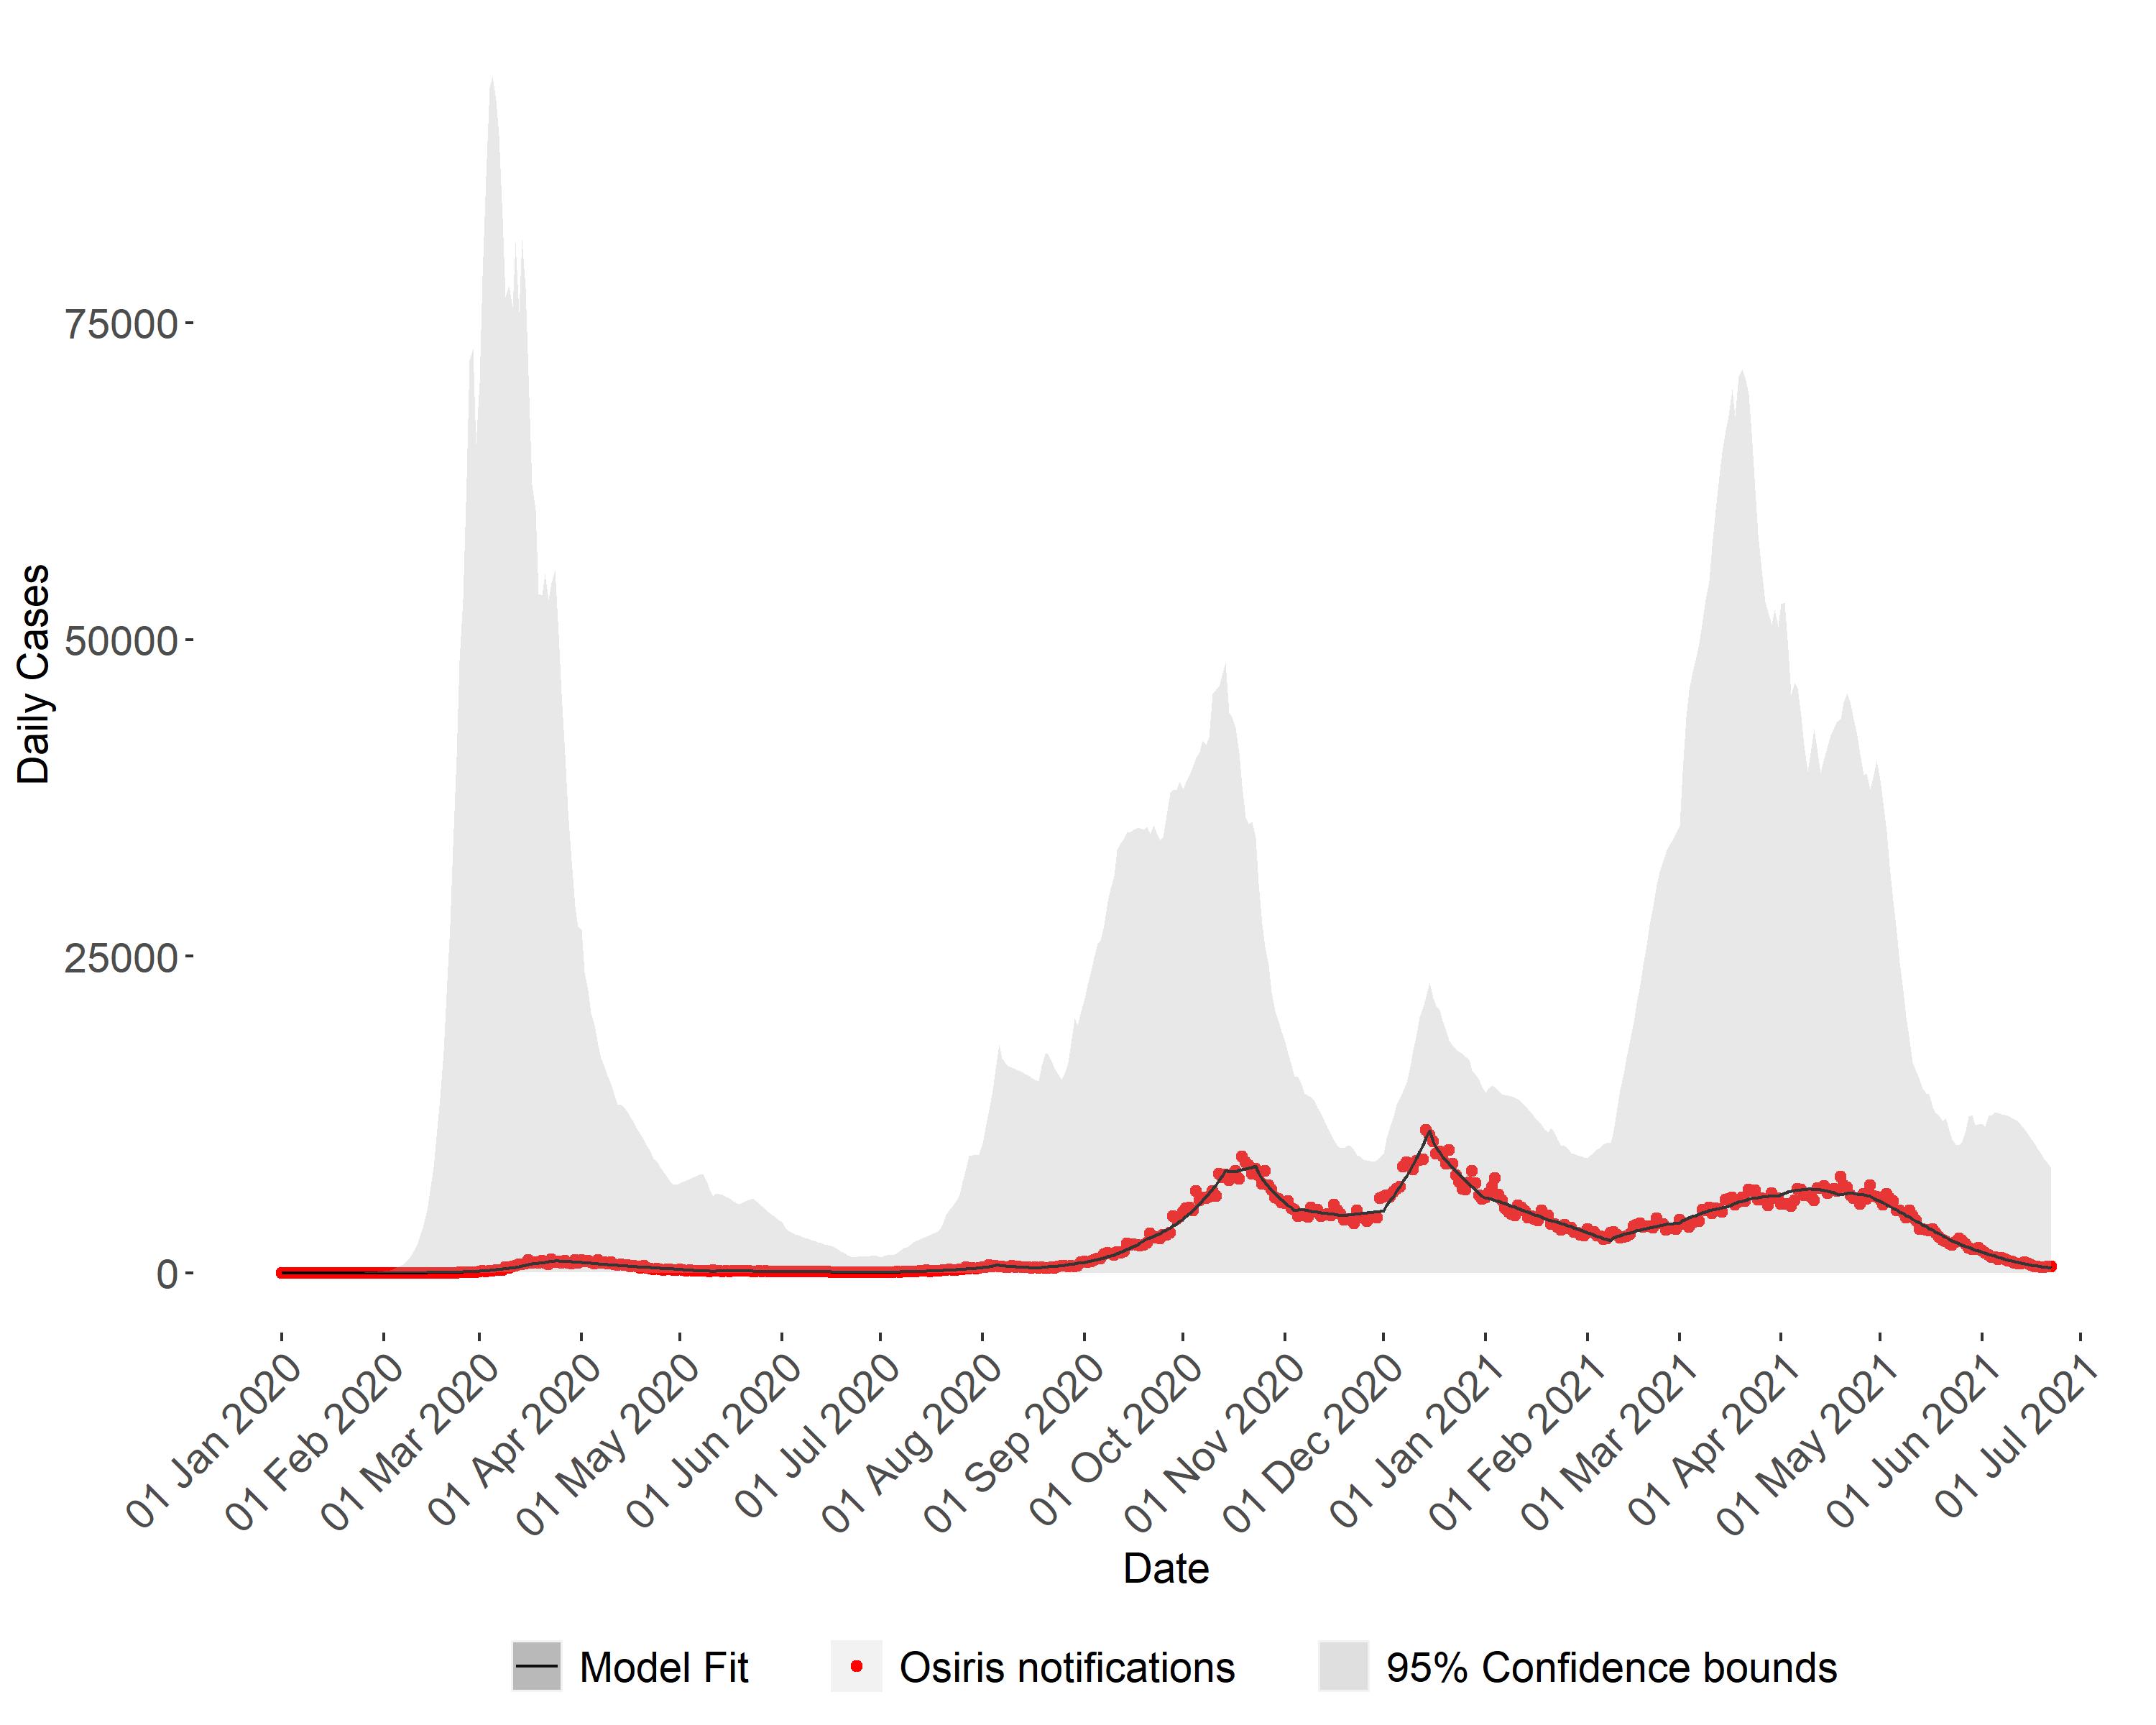 Daily Cases
75000
50000
25000
0
01 Jan 2020
01 Feb 2020
01 Mar 2020
01 Apr 2020
01 May 2020
01 Jun 2020
01 Jul 2020
01 Aug 2020
01 Sep 2020
01 Oct 2020
01 Nov 2020
01 Dec 2020
01 Jan 2021
01 Feb 2021
01 Mar 2021
01 Apr 2021
01 May 2021
01 Jun 2021
01 Jul 2021
Date
Model Fit
Osiris notifications
95% Confidence bounds